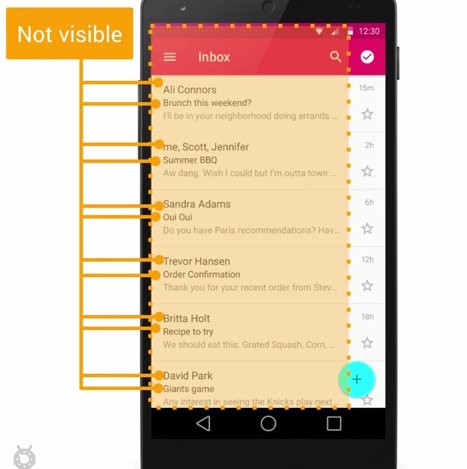 Not visible
12:30
Inbox
Ali Connors
15m
Brunch this weekend?
I'll be in your neighborhood doing errands ...
me, Scott, Jennifer
2h
Summer BBQ
Aw dang. Wish I could but I'm outta town ...
Sandra Adams
6h
Oui Oui
Do you have Paris recommendations? Hav...
Trevor Hansen
12h
Order Confirmation
Thank you for your recent order from Stev...
Britta Holt
18h
Recipe to try
We should eat this: Grated Squash, Corn, ...
David Park
Giants game
Any interest in seeing the Knicks play next ...
+